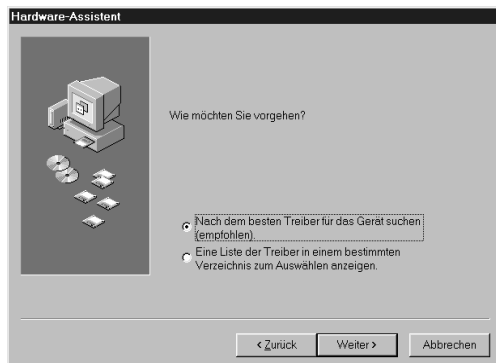 Hardware-Assistent
Wie möchten Sie vorgehen?
Nach dem besten Treiber für das Gerät suchen
(empfohlen).
Eine Liste der Treiber in einem bestimmten
Verzeichnis zum Auswählen anzeigen.
< Zurück
Weiter >
Abbrechen